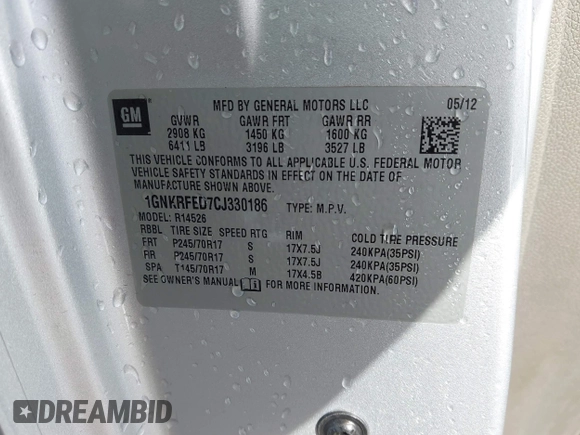 MFD BY GENERAL MOTORS LLC 05/12
GM
GVWR GAWR FRT GAWR RR
2908 KG 1450 KG 1600 KG
6411 LB 3196 LB 3527 LB
THIS VEHICLE CONFORMS TO ALL APPLICABLE U.S. FEDERAL MOTOR
VEHICLE SAFETY STANDARDS IN EFFECT ON THE DATE OF
MANUFACTURE SHOWN ABOVE.
1GNKRFED7CJ330186 TYPE: M.P.V.
MODEL: R14526
RBBL TIRE SIZE SPEED RTG RIM COLD TIRE PRESSURE
FRT P245/70R17 S 17X7.5J 240KPA(35PSI)
RR P245/70R17 S 17X7.5J 240KPA(35PSI)
SPA T145/70R17 M 17X4.5B 420KPA(60PSI)
SEE OWNER'S MANUAL FOR MORE INFORMATION.
DREAMBID